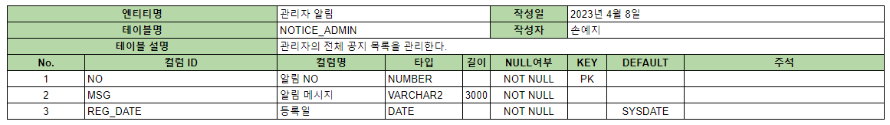 엔티티명 관리자 알림 작성일 2023년 4월 8일
테이블명 NOTICE_ADMIN 작성자 손예지
테이블 설명 관리자의 전체 공지 목록을 관리한다.
No. 컬럼 ID 컬럼명 타입 길이 NULL여부 KEY DEFAULT 주석
1 NO 알림 NO NUMBER NOT NULL PK
2 MSG 알림 메시지 VARCHAR2 3000 NOT NULL
3 REG_DATE 등록일 DATE NOT NULL SYSDATE